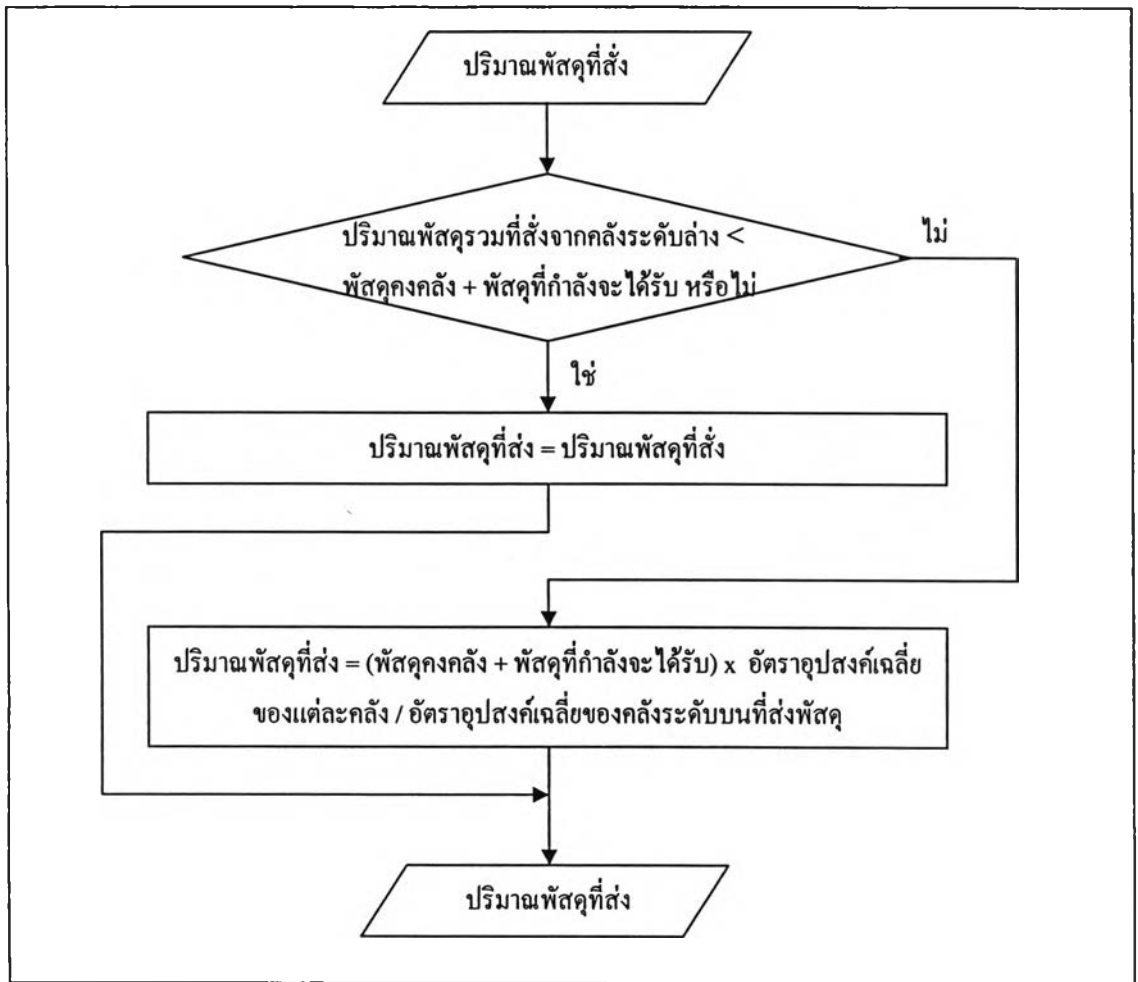 ปริมาณพัสดุที่สั่ง
ปริมาณพัสดุรวมที่สั่งจากคลังระดับล่าง <
พัสดุคงคลัง + พัสดุที่กำลังจะได้รับ หรือไม่
ไม่
ใช่
ปริมาณพัสดุที่ส่ง = ปริมาณพัสดุที่สั่ง
ปริมาณพัสดุที่ส่ง = (พัสดุคงคลัง + พัสดุที่กำลังจะได้รับ) x อัตราอุปสงค์เฉลี่ย
ของแต่ละคลัง / อัตราอุปสงค์เฉลี่ยของคลังระดับบนที่ส่งพัสดุ
ปริมาณพัสดุที่ส่ง